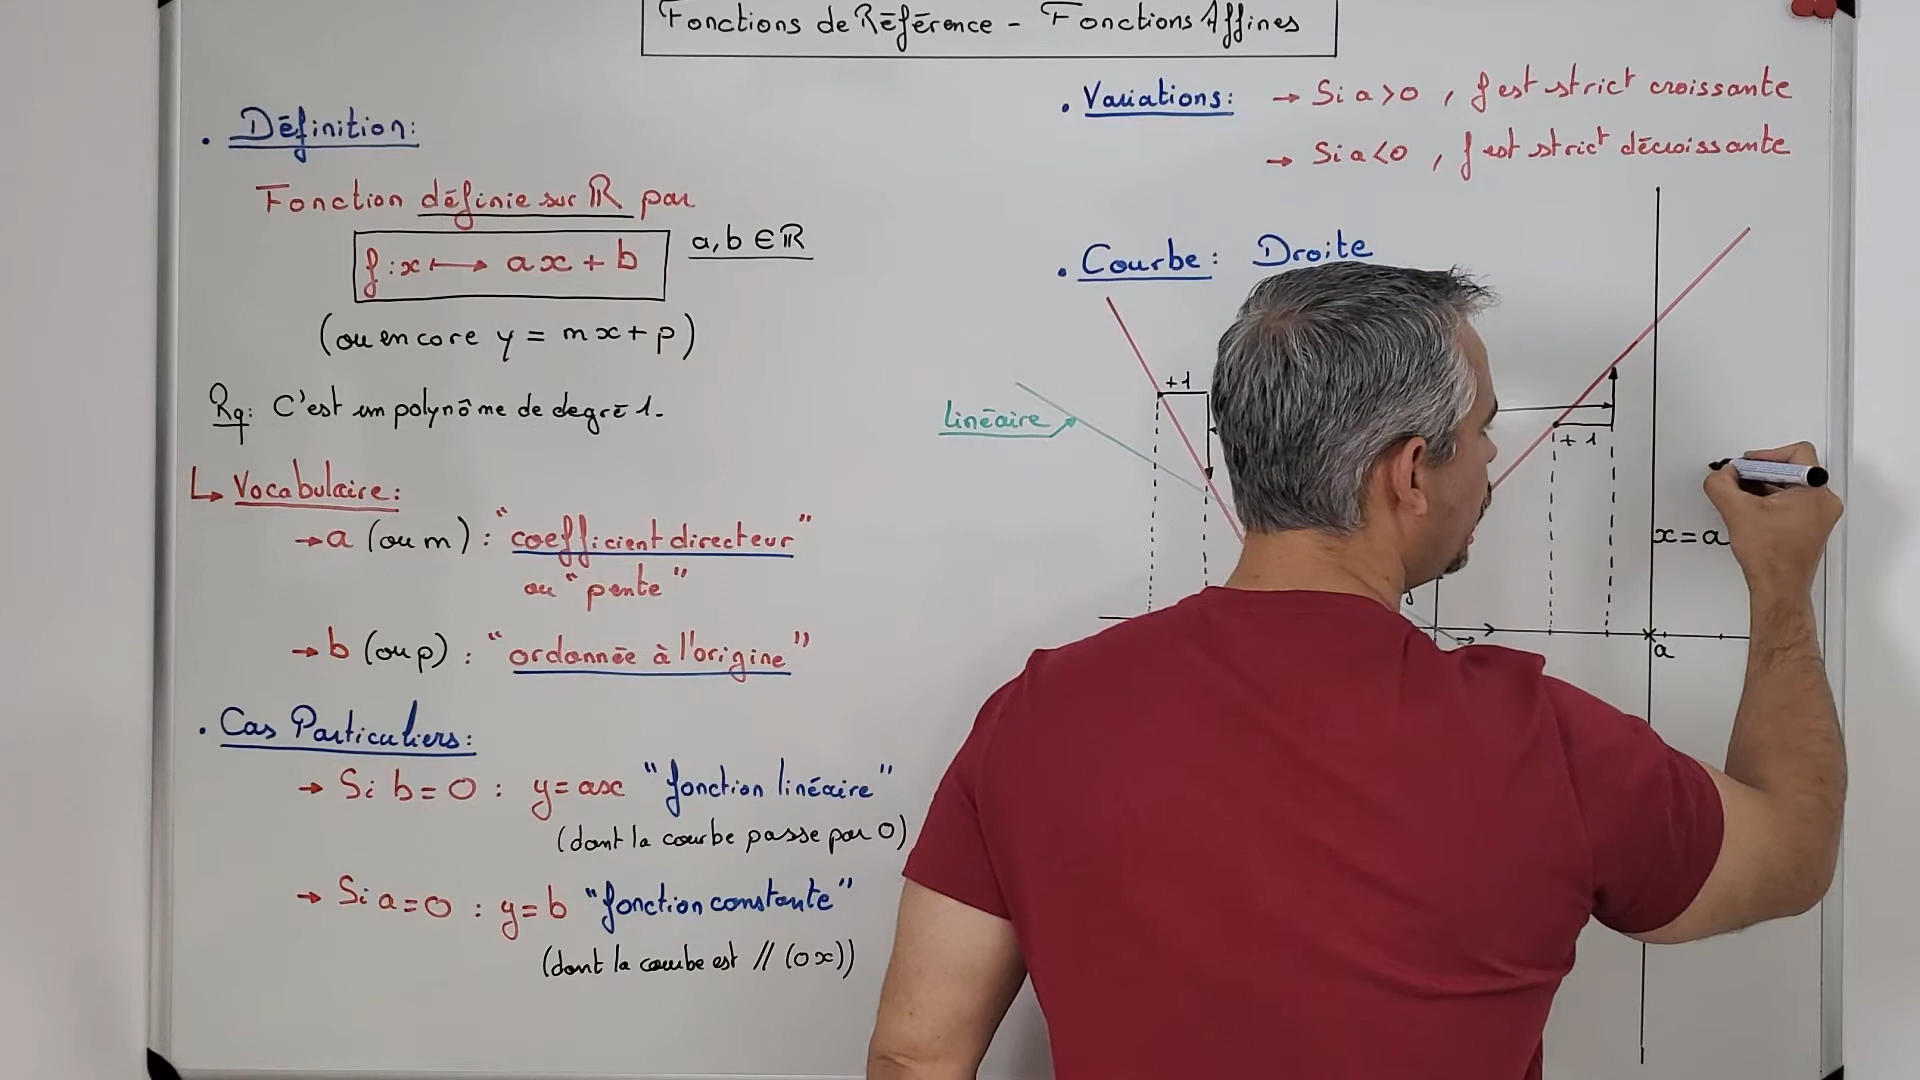 Fonctions de Référence - Fonctions Affines
. Définition:
Fonction définie sur ℝ par
f : x ⟼ ax + b
a, b ∈ ℝ
(ou encore y = mx + p)
Rq: C'est un polynôme de degré 1.
↳ Vocabulaire:
→ a (ou m) : "coefficient directeur"
ou "pente"
→ b (ou p) : "ordonnée à l'origine"
. Cas Particuliers:
→ Si b = 0 : y = ax "fonction linéaire"
(dont la courbe passe par O)
→ Si a = 0 : y = b "fonction constante"
(dont la courbe est // (Ox))
. Variations: → Si a > 0 , f est strict croissante
→ Si a < 0 , f est strict décroissante
. Courbe: Droite
+1
linéaire
+ 1
x = a
a